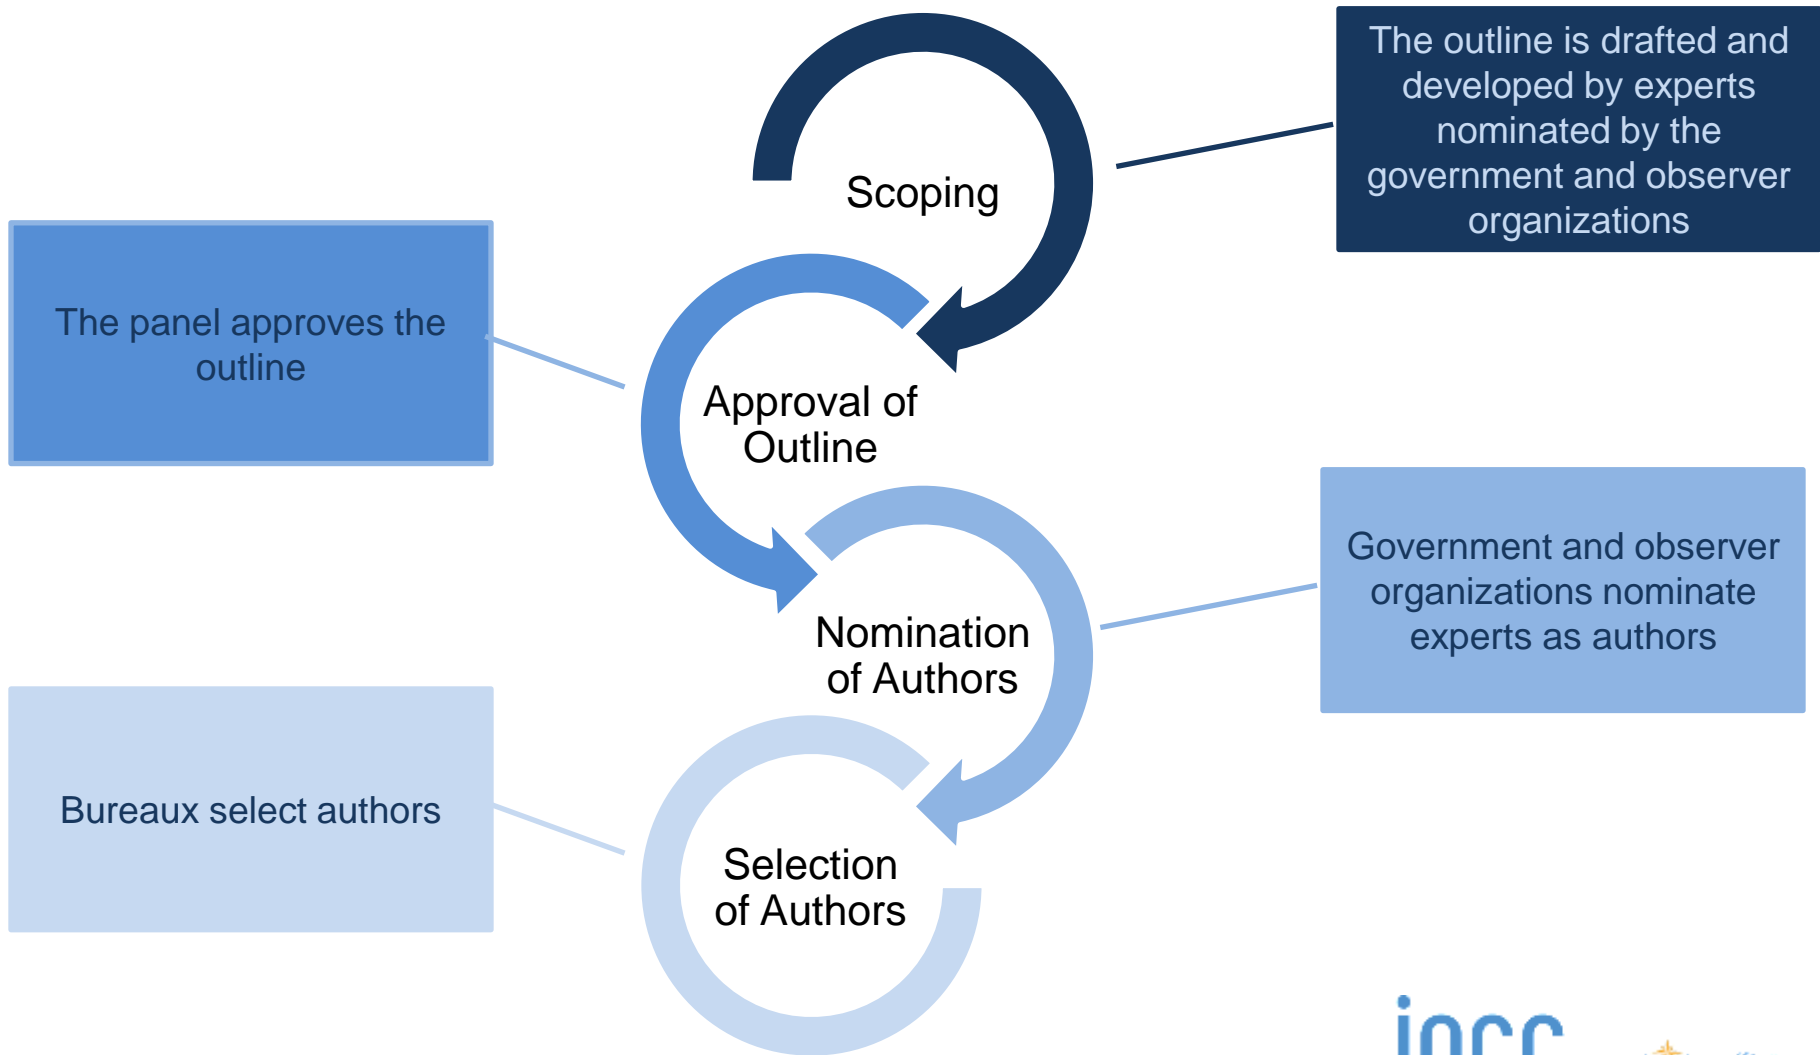 The outline is drafted and
developed by experts
nominated by the
government and observer
organizations
Scoping
The panel approves the
outline
Approval of
Outline
Government and observer
organizations nominate
experts as authors
Nomination
of Authors
Bureaux select authors
Selection
of Authors